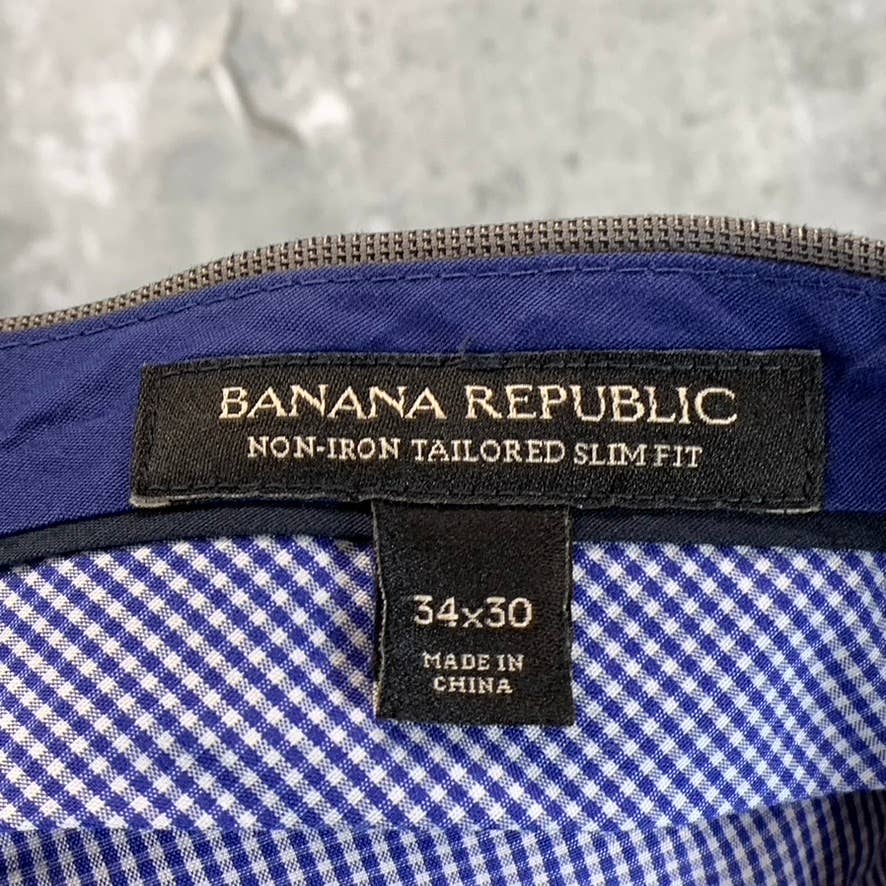 BANANA REPUBLIC
NON-IRON TAILORED SLIM FIT
34x30
MADE IN
CHINA